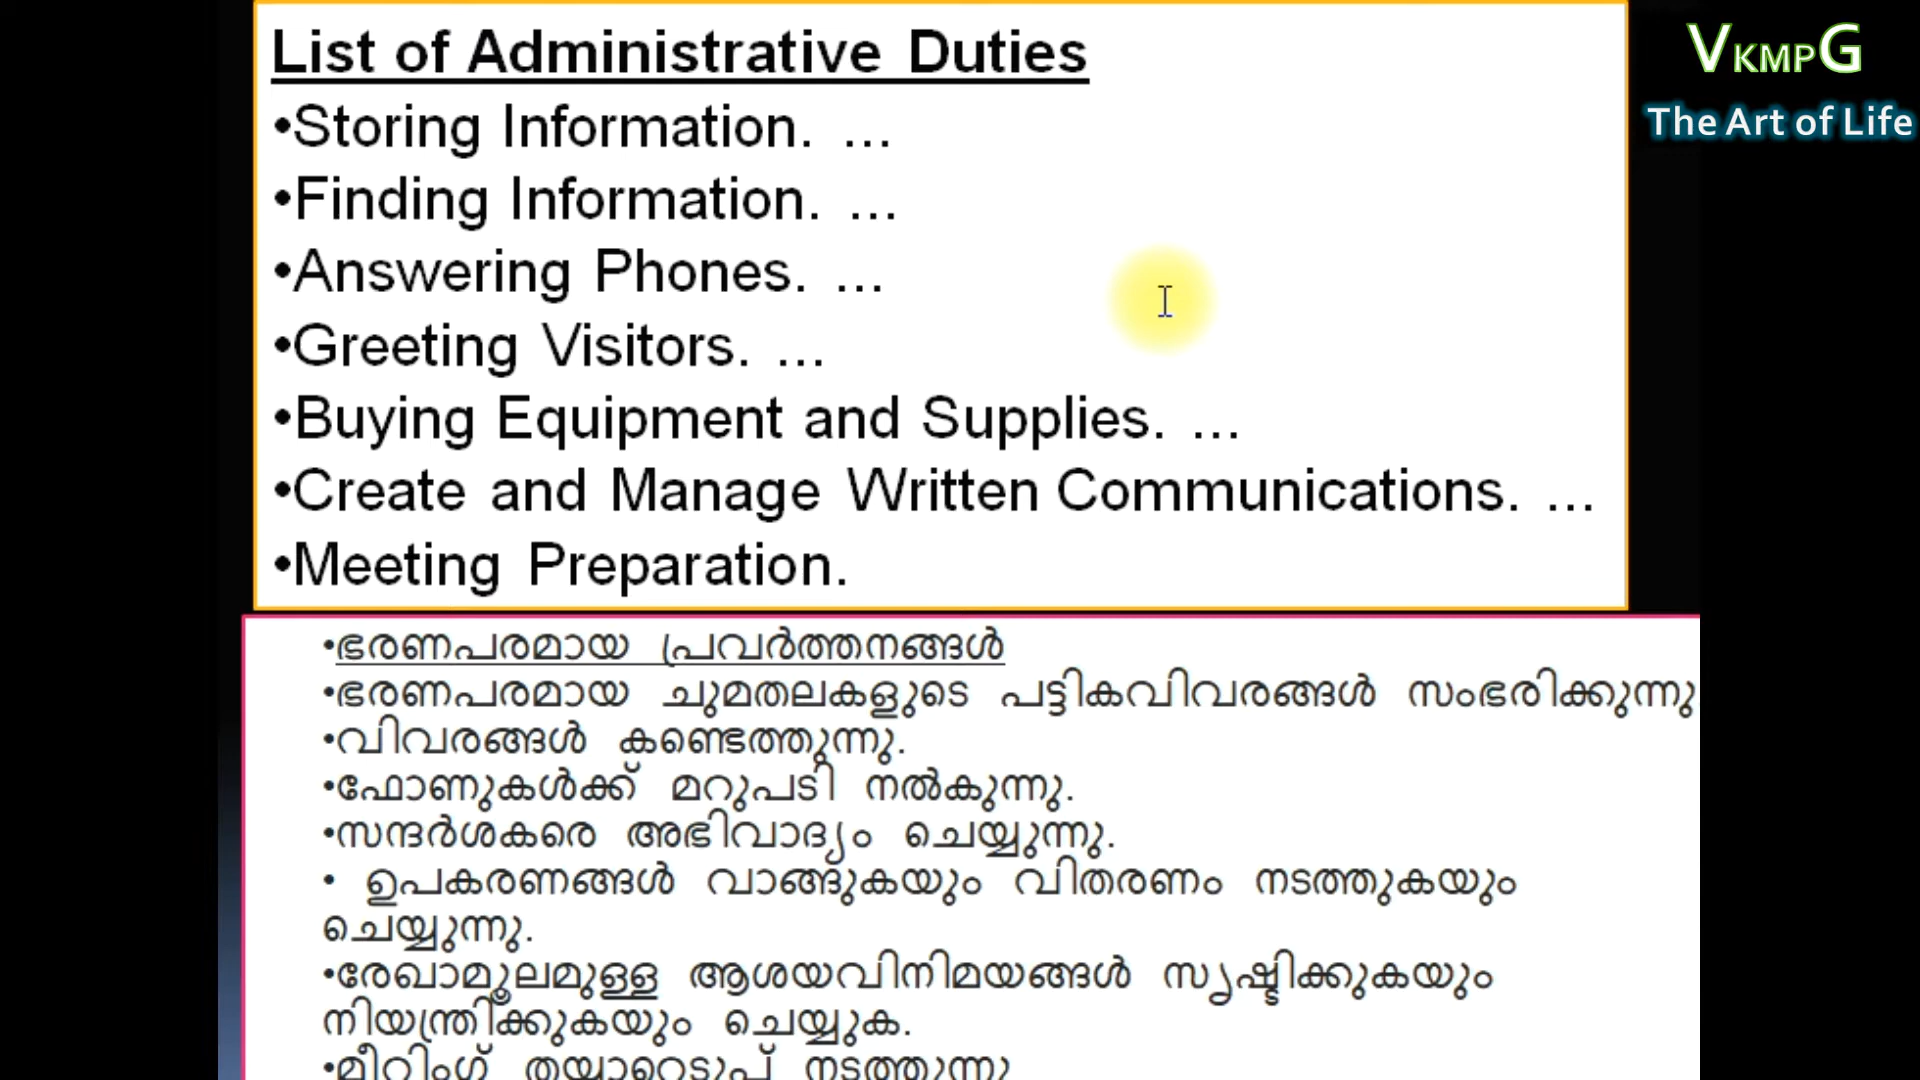 List of Administrative Duties
•Storing Information. ...
•Finding Information. ...
•Answering Phones. ...
•Greeting Visitors. ...
•Buying Equipment and Supplies. ...
•Create and Manage Written Communications. ...
•Meeting Preparation.
VKMPG
The Art of Life
•ഭരണപരമായ പ്രവർത്തനങ്ങൾ
•ഭരണപരമായ ചുമതലകളുടെ പട്ടികവിവരങ്ങൾ സംഭരിക്കുന്നു
•വിവരങ്ങൾ കണ്ടെത്തുന്നു.
•ഫോണുകൾക്ക് മറുപടി നൽകുന്നു.
•സന്ദർശകരെ അഭിവാദ്യം ചെയ്യുന്നു.
• ഉപകരണങ്ങൾ വാങ്ങുകയും വിതരണം നടത്തുകയും
ചെയ്യുന്നു.
•രേഖാമൂലമുള്ള ആശയവിനിമയങ്ങൾ സൃഷ്ടിക്കുകയും
നിയന്ത്രിക്കുകയും ചെയ്യുക.
•മീറ്റിംഗ് തയ്യാറെടുപ്പ് നടത്തുന്നു